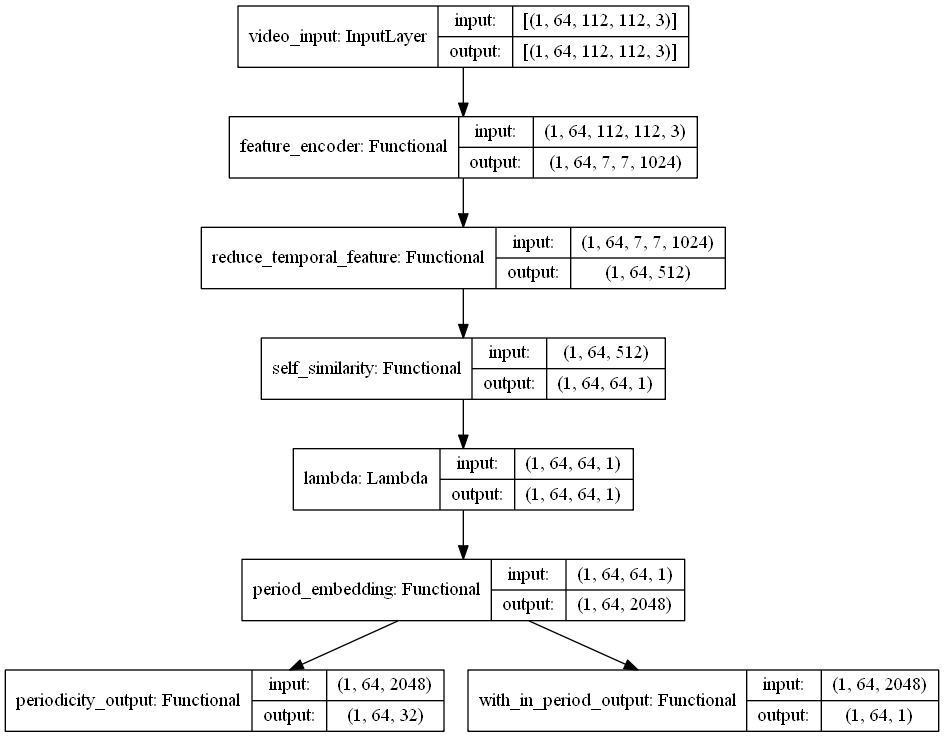 video_input: InputLayer
input: [(1, 64, 112, 112, 3)]
output: [(1, 64, 112, 112, 3)]
feature_encoder: Functional
input: (1, 64, 112, 112, 3)
output: (1, 64, 7, 7, 1024)
reduce_temporal_feature: Functional
input: (1, 64, 7, 7, 1024)
output: (1, 64, 512)
self_similarity: Functional
input: (1, 64, 512)
output: (1, 64, 64, 1)
lambda: Lambda
input: (1, 64, 64, 1)
output: (1, 64, 64, 1)
period_embedding: Functional
input: (1, 64, 64, 1)
output: (1, 64, 2048)
periodicity_output: Functional
input: (1, 64, 2048)
output: (1, 64, 32)
with_in_period_output: Functional
input: (1, 64, 2048)
output: (1, 64, 1)